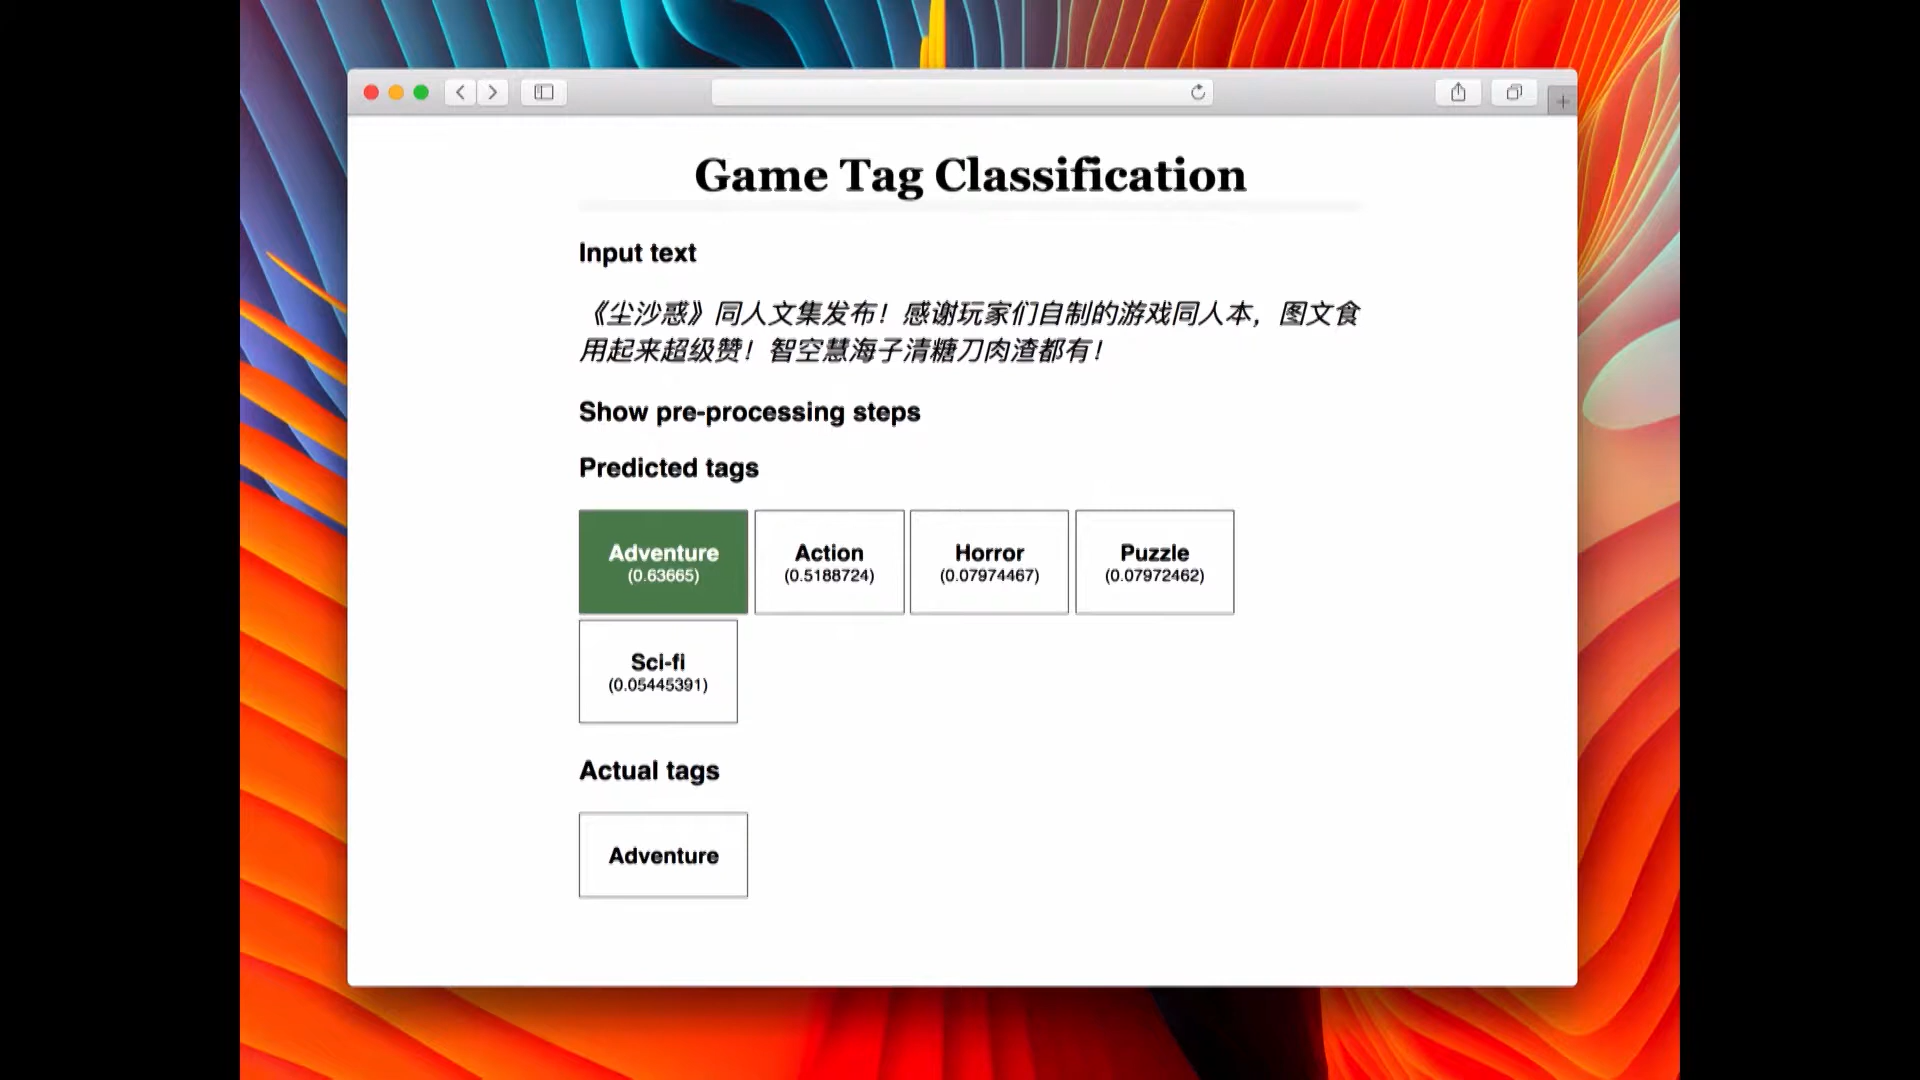 Game Tag Classification
Input text
《尘沙惑》同人文集发布！感谢玩家们自制的游戏同人本，图文食
用起来超级赞！智空慧海子清糖刀肉渣都有！
Show pre-processing steps
Predicted tags
Adventure
(0.63665)
Action
(0.5188724)
Horror
(0.07974467)
Puzzle
(0.07972462)
Sci-fi
(0.05445391)
Actual tags
Adventure